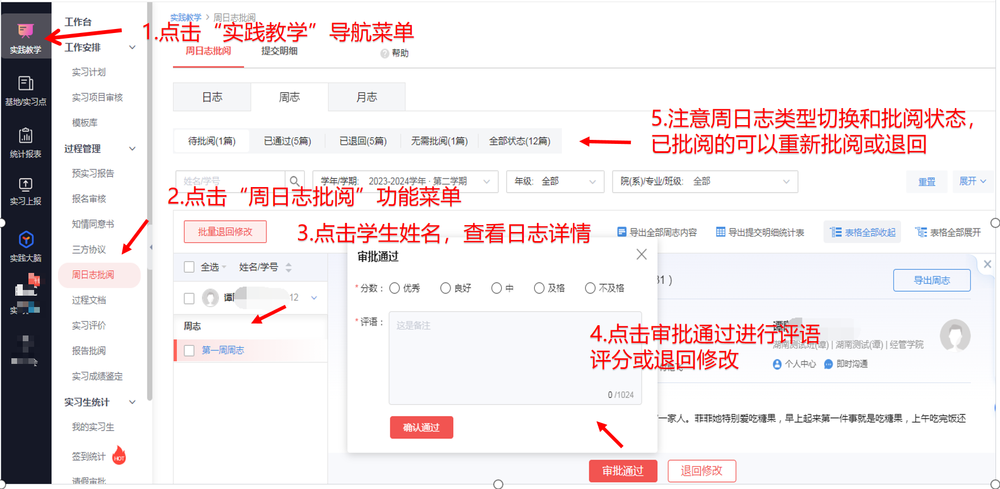 实践教学
基地/实习点
统计报表
实习上报
实践大脑
工作台
工作安排
实习计划
实习项目审核
模板库
过程管理
预实习报告
报名审核
知情同意书
三方协议
周日志批阅
过程文档
实习评价
报告批阅
实习成绩鉴定
实习生统计
我的实习生
签到统计 HOT
请假审批
实践教学 > 周日志批阅
1.点击“实践教学”导航菜单
周日志批阅 提交明细 帮助
日志 周志 月志
5.注意周日志类型切换和批阅状态,
已批阅的可以重新批阅或退回
待批阅(1篇) 已通过(5篇) 已退回(5篇) 无需批阅(1篇) 全部状态(12篇)
姓名/学号 学年/学期: 2023-2024学年 · 第二学期 年级: 全部 院(系)/专业/班级: 全部 重置 展开
2.点击“周日志批阅”功能菜单
批量退回修改 导出全部周志内容 导出提交明细统计表 表格全部收起 表格全部展开
3.点击学生姓名，查看日志详情
全选 姓名/学号
谭 12
周志
第一周周志
审批通过
*分数： 优秀 良好 中 及格 不及格
*评语： 这是备注
0 /1024
确认通过
31 )
导出周志
谭
湖南测试班(谭) | 湖南测试(谭) | 经管学院
个人中心 即时沟通
4.点击审批通过进行评语
评分或退回修改
一家人。菲菲她特别爱吃糖果，早上起来第一件事就是吃糖果，上午吃完饭还
审批通过 退回修改